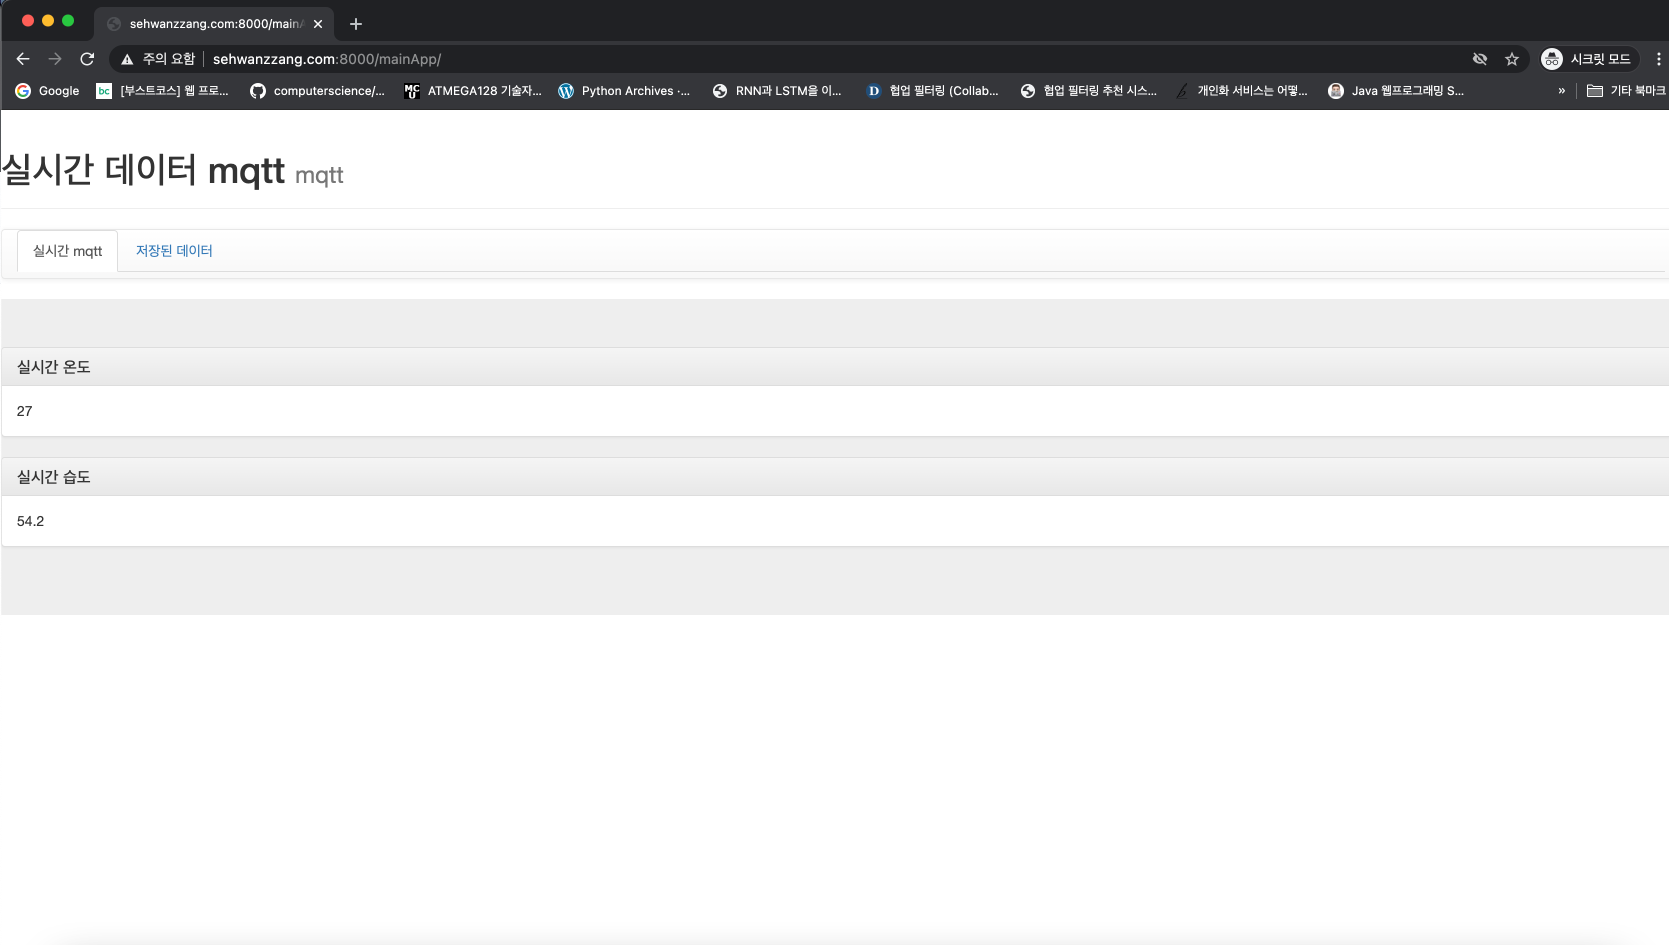 sehwanzzang.com:8000/mainA
주의 요함 sehwanzzang.com:8000/mainApp/ 시크릿 모드
Google bc [부스트코스] 웹 프로... computerscience/... MCU ATMEGA128 기술자... Python Archives ·... RNN과 LSTM을 이... D 협업 필터링 (Collab... 협업 필터링 추천 시스... 개인화 서비스는 어떻... Java 웹프로그래밍 S... » 기타 북마크
실시간 데이터 mqtt mqtt
실시간 mqtt 저장된 데이터
실시간 온도
27
실시간 습도
54.2